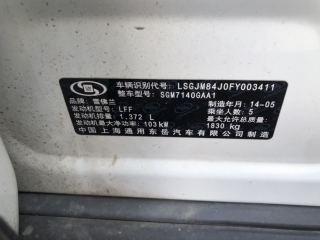 车辆识别代号: LSGJM84J0FY003411
整车型号: SGM7140GAA1
品牌: 雪佛兰
制造年月: 14-05
发动机型号: LFF
乘坐人数: 5
发动机排量: 1.372 L
最大允许总质量:
发动机最大净功率: 103 kW
1830 kg
中国上海通用东岳汽车有限公司制造